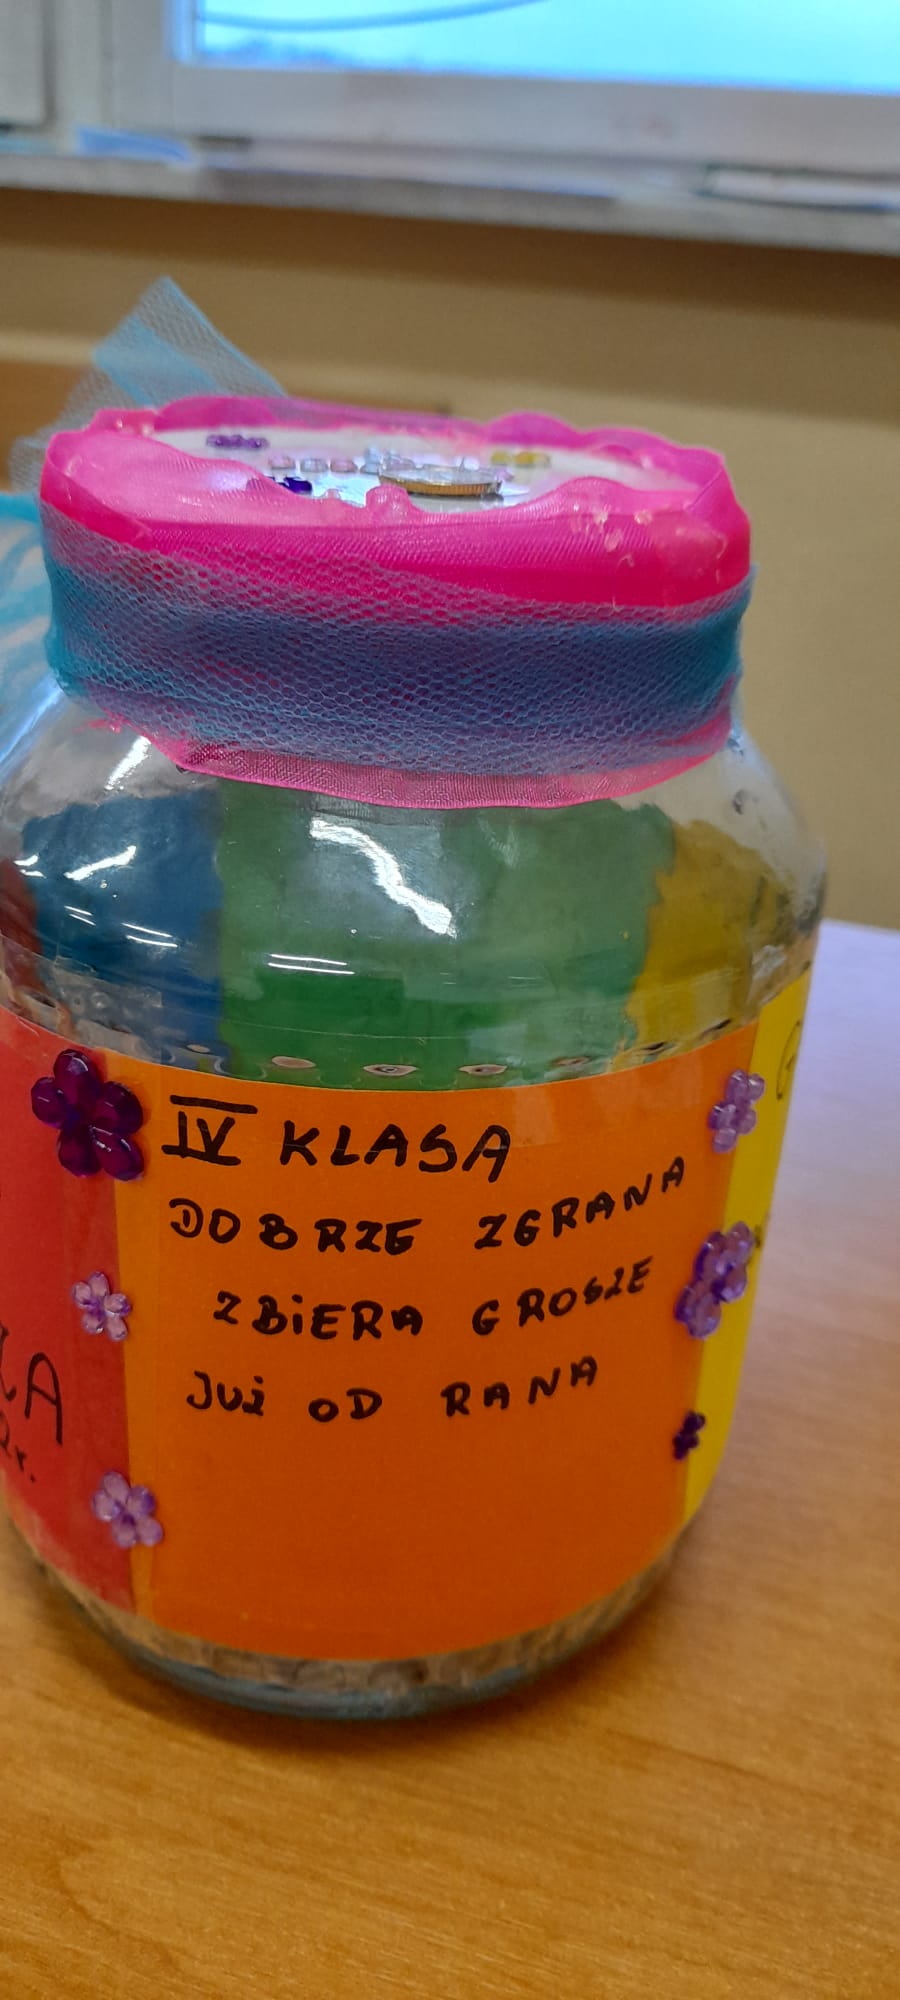 IV KLASA
DOBRZE ZGRANA
ZBIERA GROSZE
JUŻ OD RANA